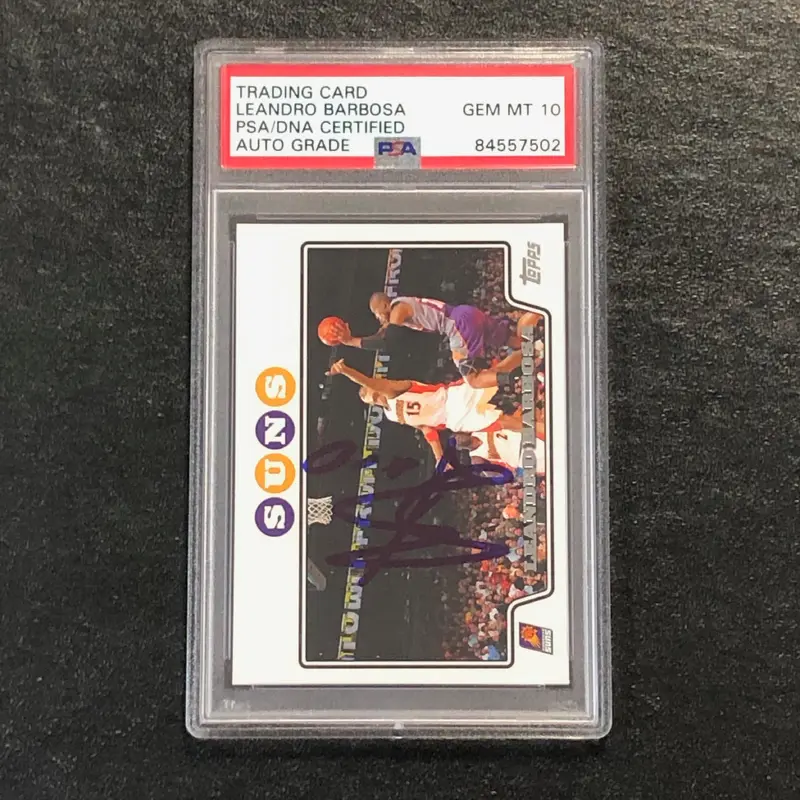 TRADING CARD
LEANDRO BARBOSA GEM MT 10
PSA/DNA CERTIFIED
AUTO GRADE PSA 84557502
Topps
SUNS
LEANDRO BARBOSA
15
2
SUNS